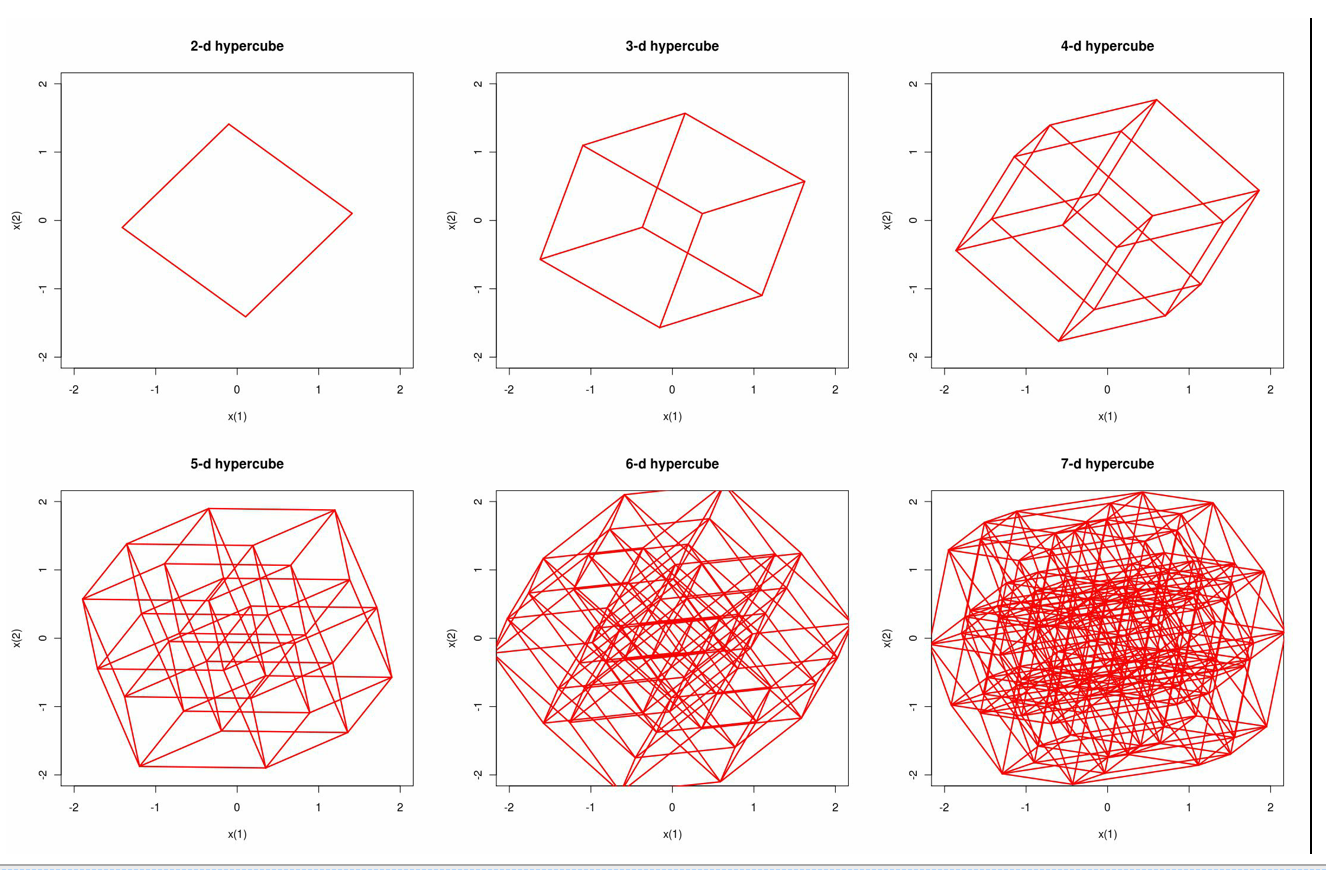 2-d hypercube
2
1
0
-1
-2
x(2)
-2 -1 0 1 2
x(1)
3-d hypercube
2
1
0
-1
-2
x(2)
-2 -1 0 1 2
x(1)
4-d hypercube
2
1
0
-1
-2
x(2)
-2 -1 0 1 2
x(1)
5-d hypercube
2
1
0
-1
-2
x(2)
-2 -1 0 1 2
x(1)
6-d hypercube
2
1
0
-1
-2
x(2)
-2 -1 0 1 2
x(1)
7-d hypercube
2
1
0
-1
-2
x(2)
-2 -1 0 1 2
x(1)